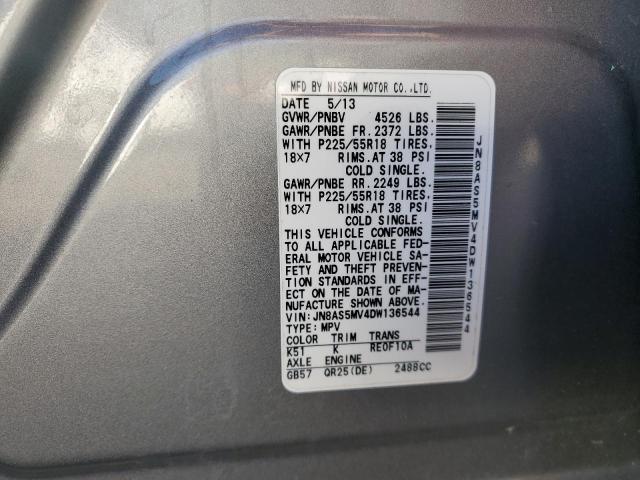 MFD BY NISSAN MOTOR CO.,LTD.
DATE 5/13
GVWR/PNBV 4526 LBS.
GAWR/PNBE FR. 2372 LBS.
WITH P225/55R18 TIRES,
18×7 RIMS.AT 38 PSI
COLD SINGLE.
GAWR/PNBE RR. 2249 LBS.
WITH P225/55R18 TIRES,
18×7 RIMS.AT 38 PSI
COLD SINGLE.
THIS VEHICLE CONFORMS
TO ALL APPLICABLE FED-
ERAL MOTOR VEHICLE SA-
FETY AND THEFT PREVEN-
TION STANDARDS IN EFF-
ECT ON THE DATE OF MA-
NUFACTURE SHOWN ABOVE.
VIN: JN8AS5MV4DW136544
TYPE: MPV
COLOR TRIM TRANS
K51 K RE0F10A
AXLE ENGINE
GB57 QR25(DE) 2488CC
JN8AS5MV4DW136544